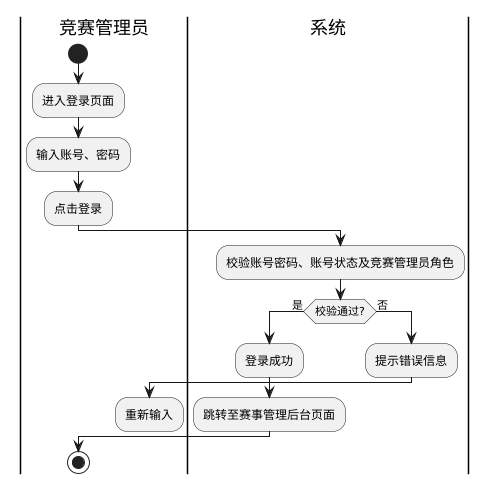 竞赛管理员
系统
进入登录页面
输入账号、密码
点击登录
校验账号密码、账号状态及竞赛管理员角色
是
校验通过?
否
登录成功
提示错误信息
重新输入
跳转至赛事管理后台页面